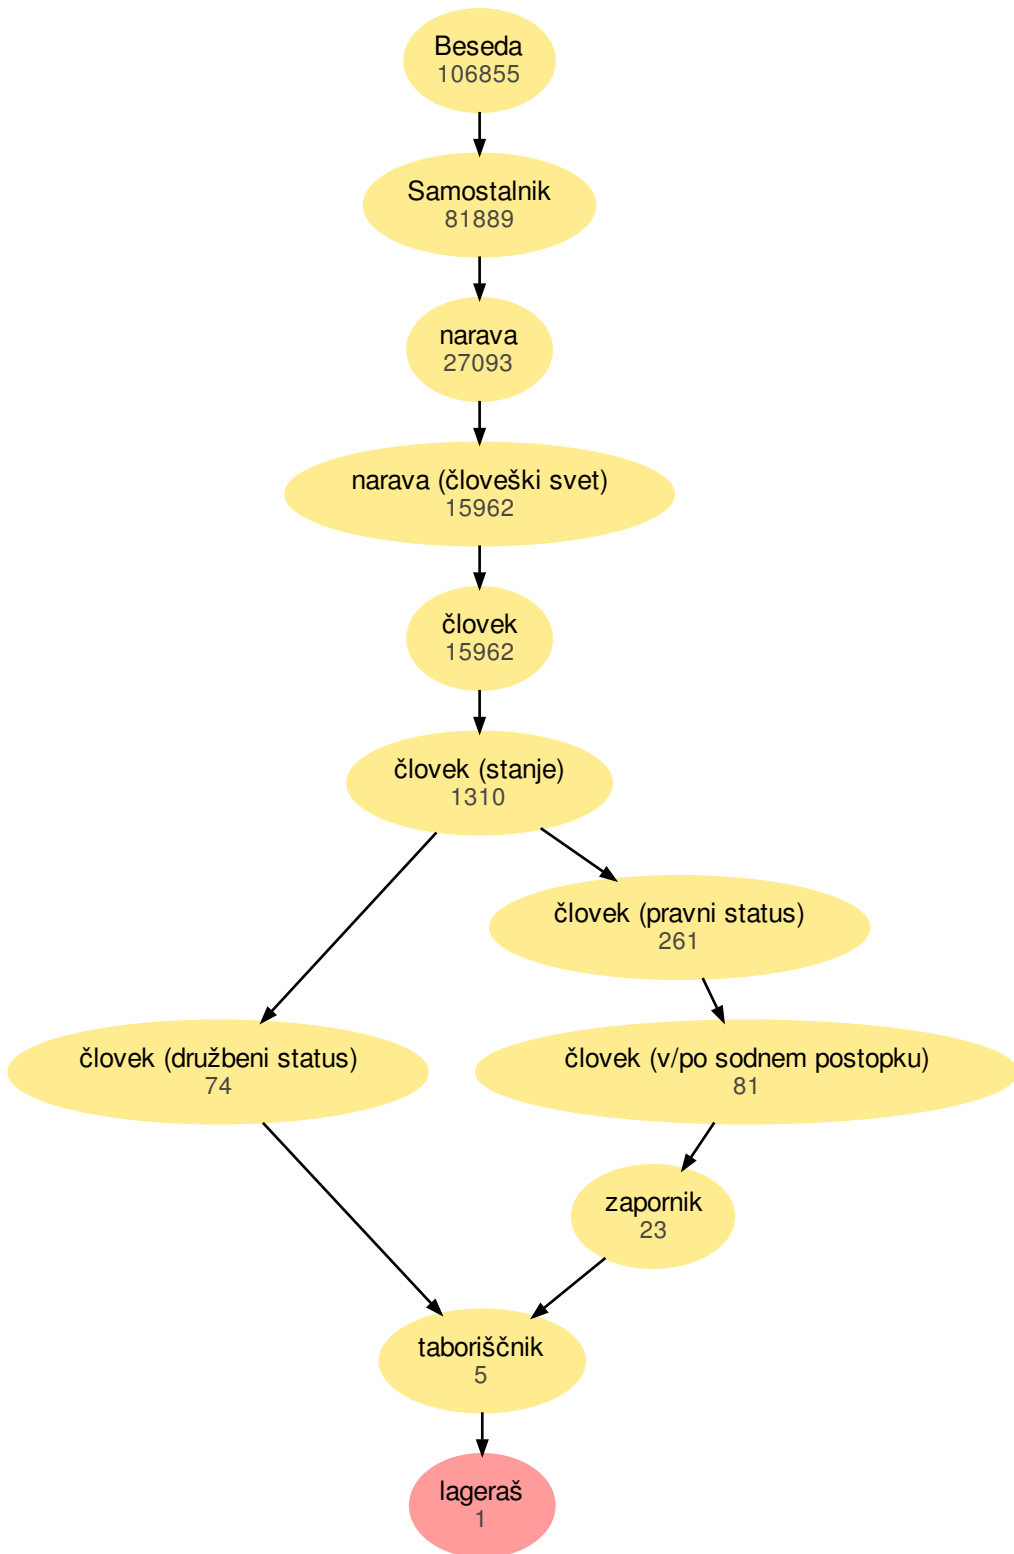 Beseda
106855
Samostalnik
81889
narava
27093
narava (človeški svet)
15962
človek
15962
človek (stanje)
1310
človek (pravni status)
261
človek (družbeni status)
74
človek (v/po sodnem postopku)
81
zapornik
23
taboriščnik
5
lageraš
1